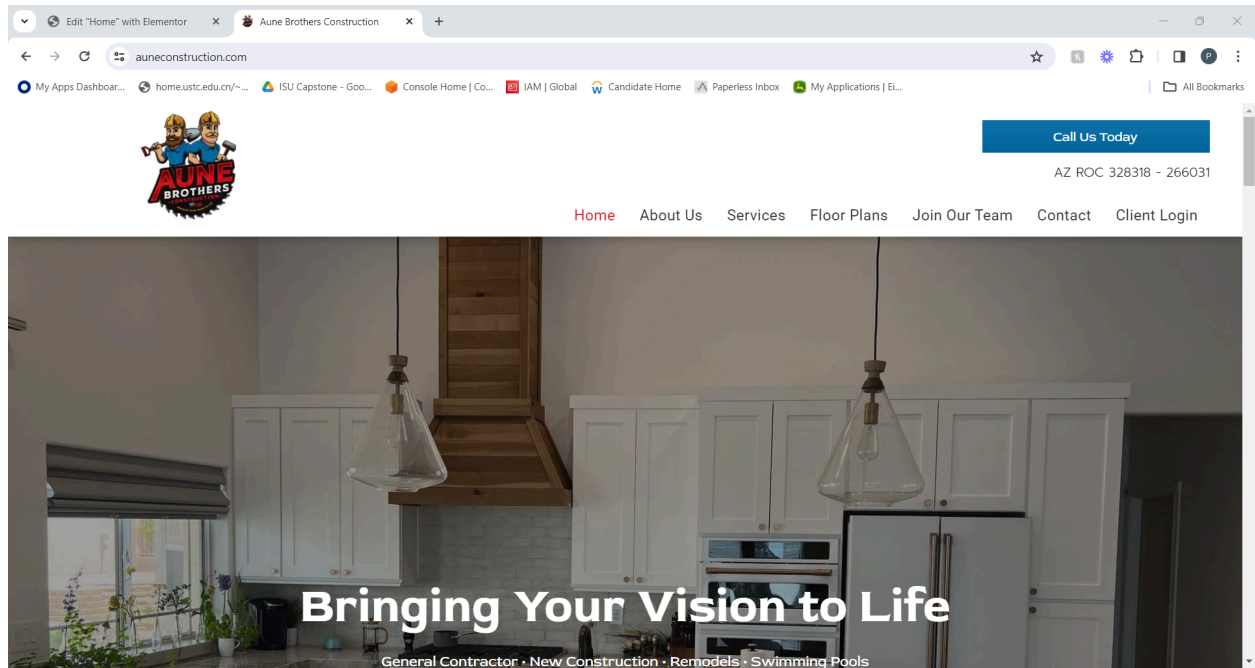 Edit "Home" with Elementor
Aune Brothers Construction
auneconstruction.com
My Apps Dashboar...
home.ustc.edu.cn/~...
ISU Capstone - Goo...
Console Home | Co...
IAM | Global
Candidate Home
Paperless Inbox
My Applications | Ei...
All Bookmarks
AUNE
BROTHERS
CONSTRUCTION
Call Us Today
AZ ROC 328318 - 266031
Home About Us Services Floor Plans Join Our Team Contact Client Login
Bringing Your Vision to Life
General Contractor · New Construction · Remodels · Swimming Pools